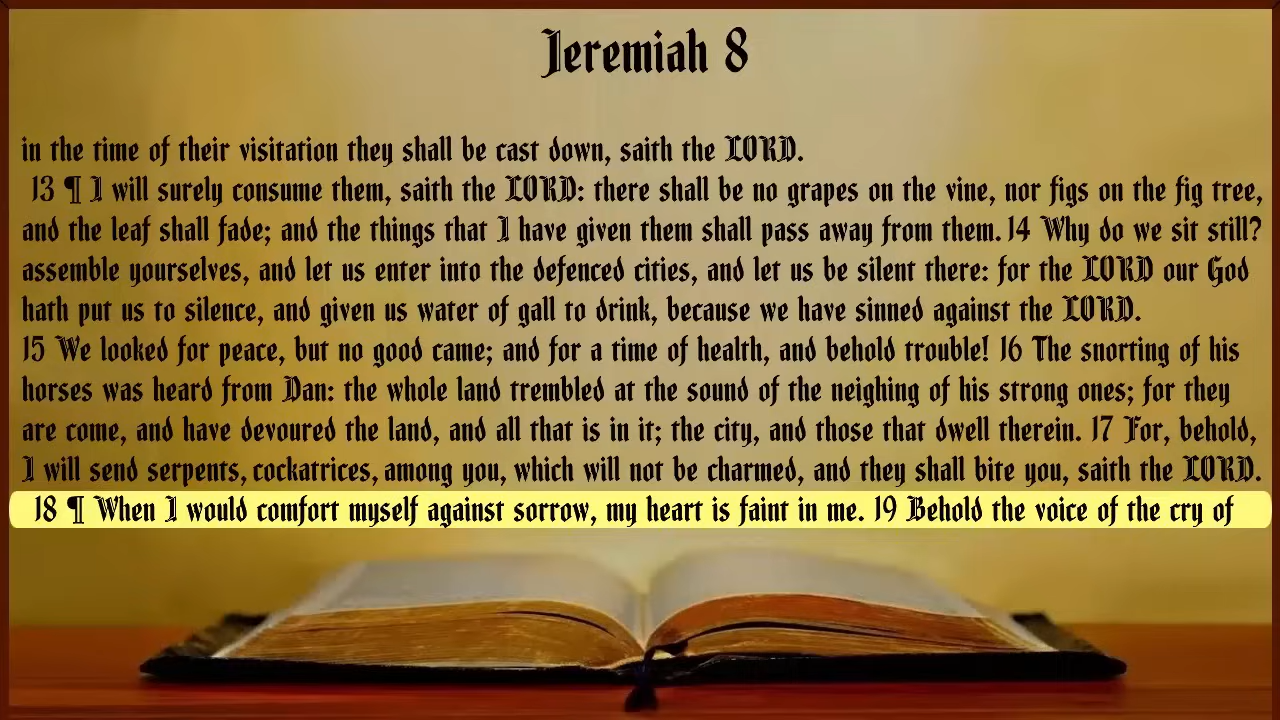 Jeremiah 8
in the time of their visitation they shall be cast down, saith the LORD.
13 ¶ I will surely consume them, saith the LORD: there shall be no grapes on the vine, nor figs on the fig tree,
and the leaf shall fade; and the things that I have given them shall pass away from them. 14 Why do we sit still?
assemble yourselves, and let us enter into the defenced cities, and let us be silent there: for the LORD our God
hath put us to silence, and given us water of gall to drink, because we have sinned against the LORD.
15 We looked for peace, but no good came; and for a time of health, and behold trouble! 16 The snorting of his
horses was heard from Dan: the whole land trembled at the sound of the neighing of his strong ones; for they
are come, and have devoured the land, and all that is in it; the city, and those that dwell therein. 17 For, behold,
I will send serpents, cockatrices, among you, which will not be charmed, and they shall bite you, saith the LORD.
18 ¶ When I would comfort myself against sorrow, my heart is faint in me. 19 Behold the voice of the cry of